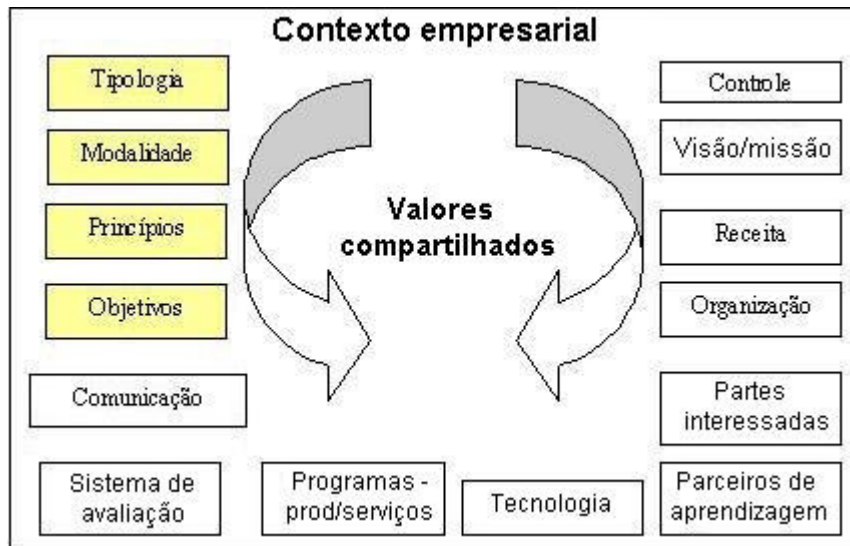 Contexto empresarial
Tipologia
Modalidade
Princípios
Objetivos
Comunicação
Sistema de
avaliação
Programas -
prod/serviços
Tecnologia
Valores
compartilhados
Controle
Visão/missão
Receita
Organização
Partes
interessadas
Parceiros de
aprendizagem